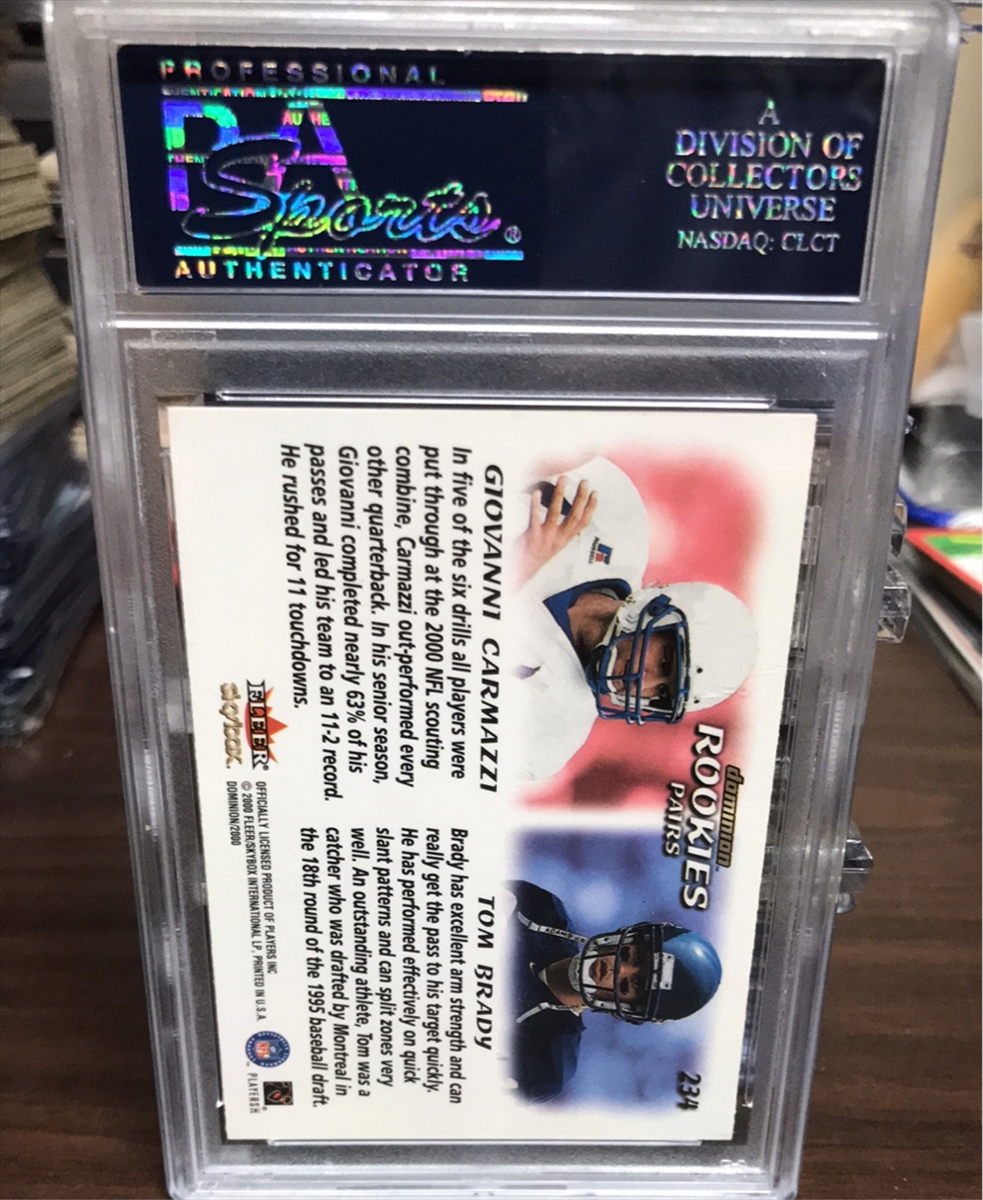 PROFESSIONAL
PSA
Sports®
AUTHENTICATOR
A
DIVISION OF
COLLECTORS
UNIVERSE
NASDAQ: CLCT
dominion
ROOKIES
PAIRS
234
GIOVANNI CARMAZZI
In five of the six drills all players were
put through at the 2000 NFL scouting
combine, Carmazzi out-performed every
other quarterback. In his senior season,
Giovanni completed nearly 63% of his
passes and led his team to an 11-2 record.
He rushed for 11 touchdowns.
TOM BRADY
Brady has excellent arm strength and can
really get the pass to his target quickly.
He has performed effectively on quick
slant patterns and can split zones very
well. An outstanding athlete, Tom was a
catcher who was drafted by Montreal in
the 18th round of the 1995 baseball draft.
FLEER®
skybox.
OFFICIALLY LICENSED PRODUCT OF PLAYERS INC
© 2000 FLEER/SKYBOX INTERNATIONAL LP, PRINTED IN U.S.A.
DOMINION/2000
NFL
PLAYERS